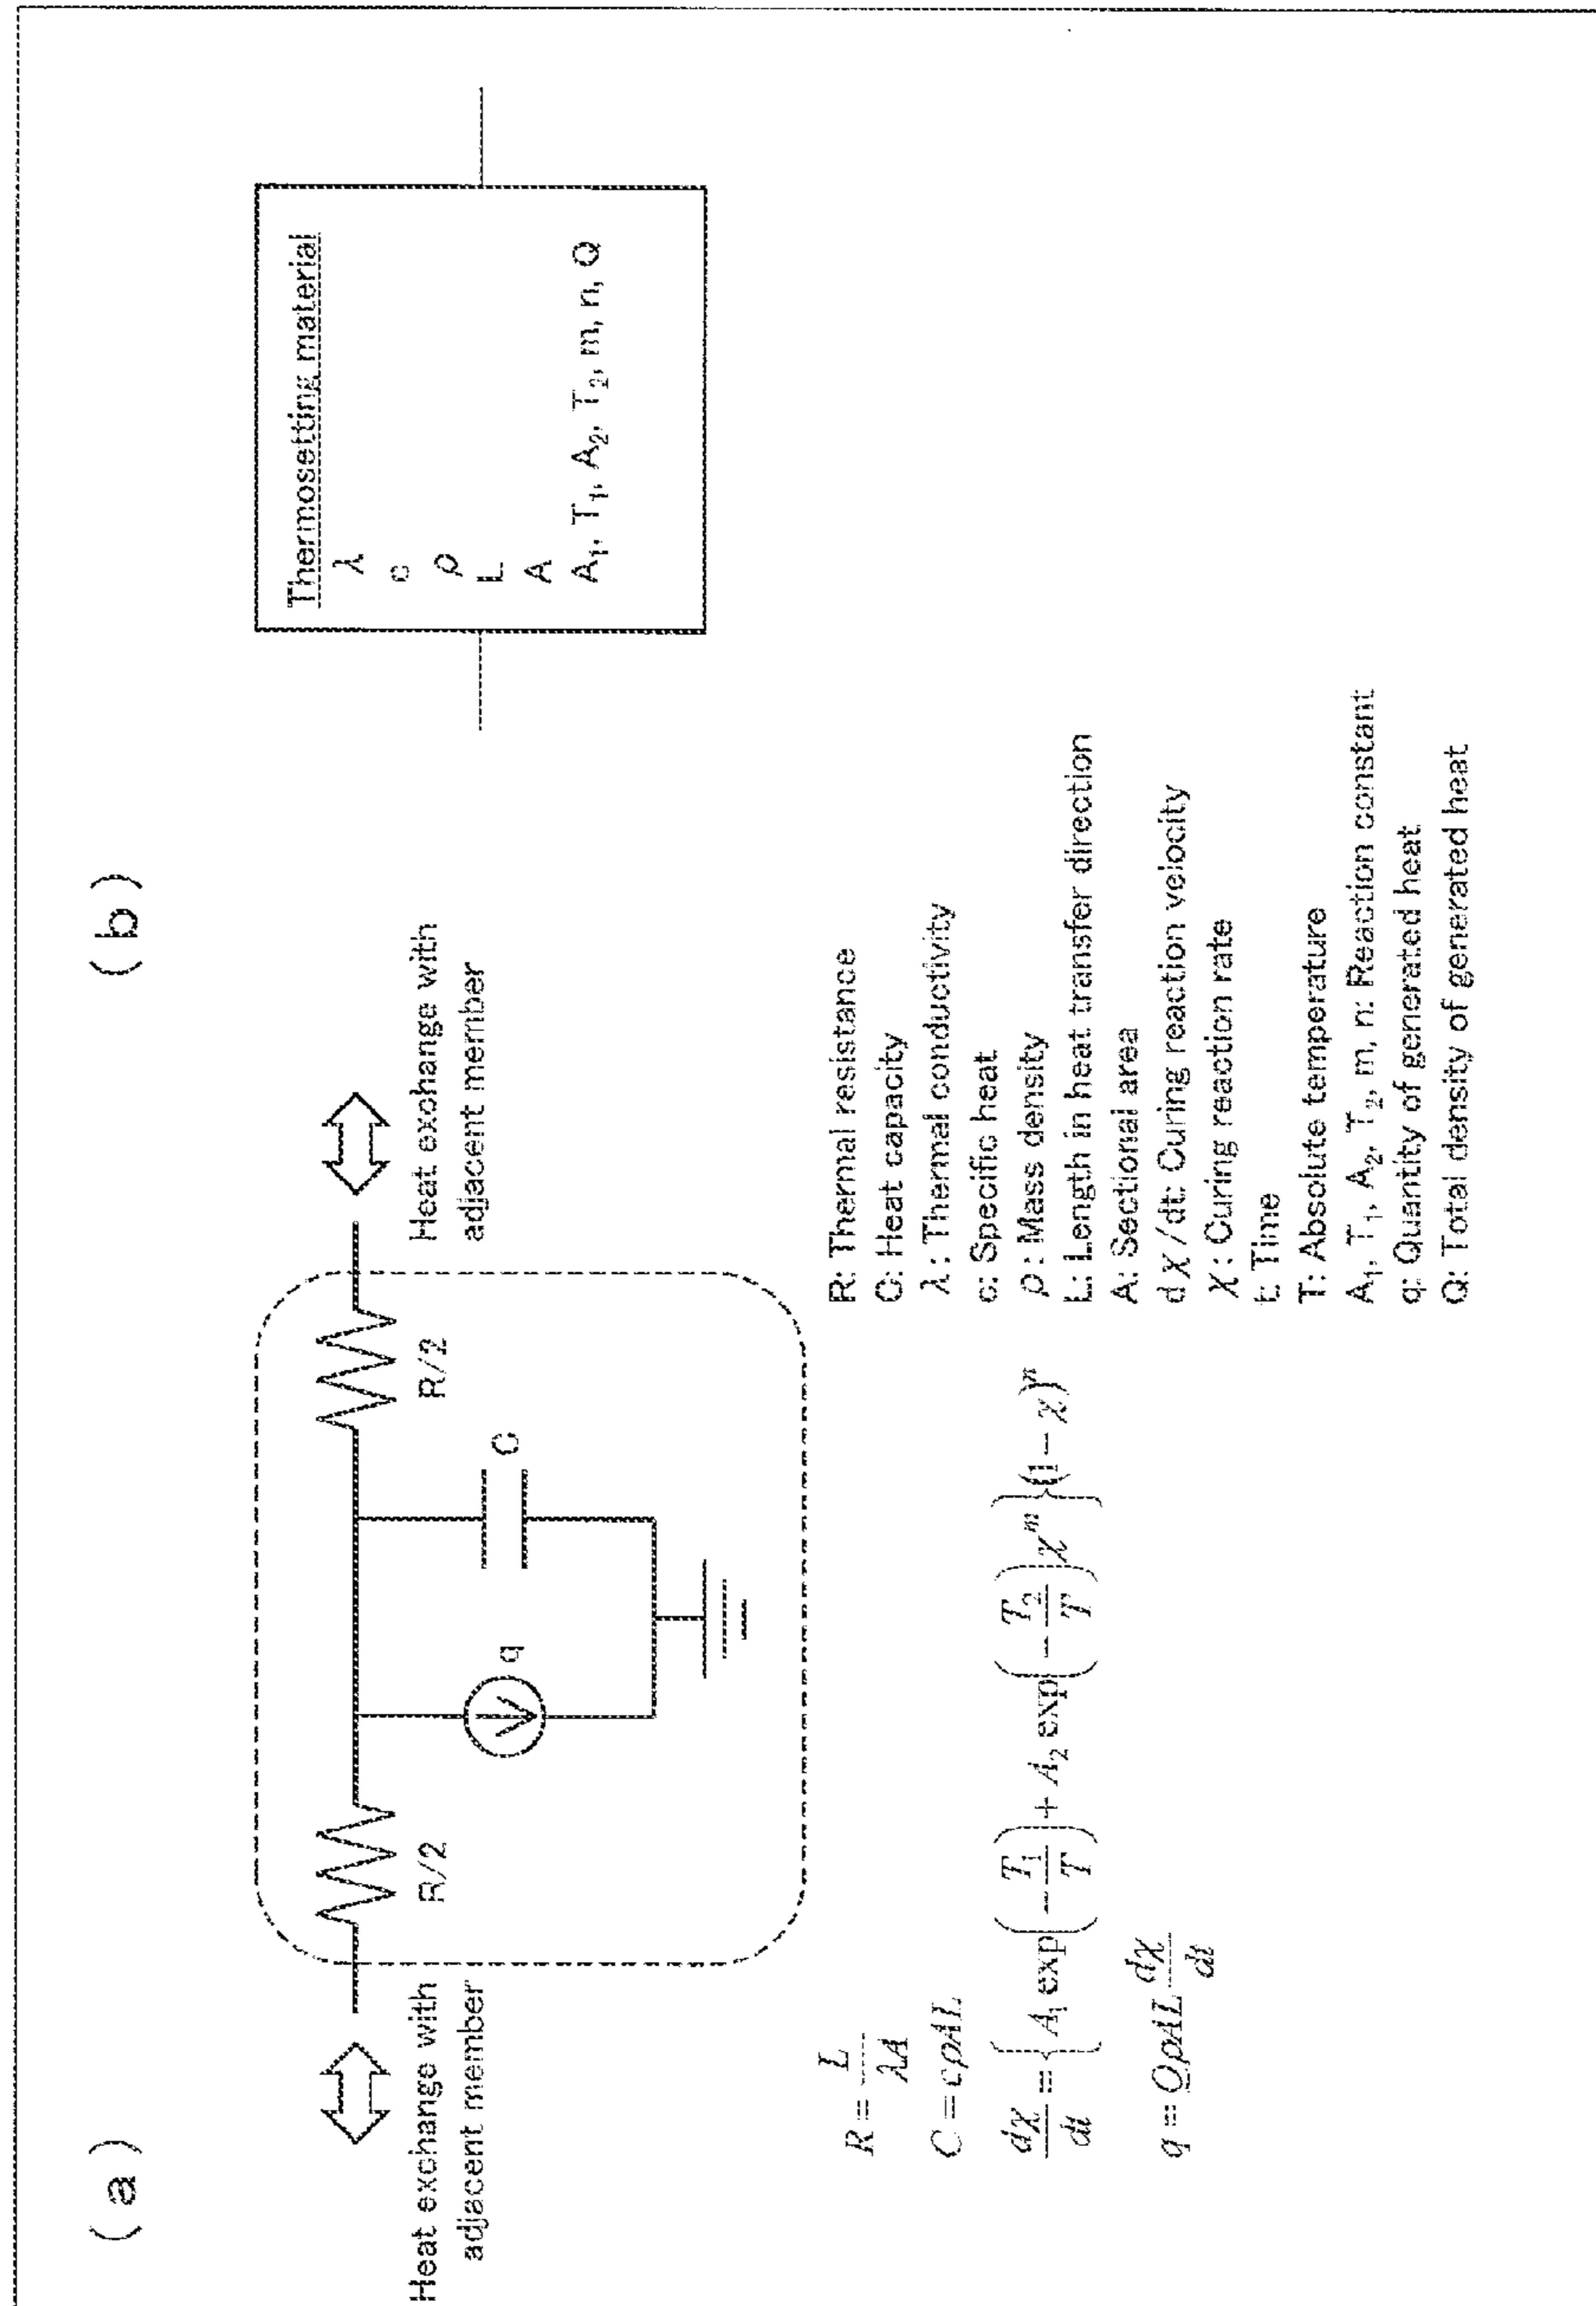 (a)
Heat exchange with
adjacent member
R/2
q
C
R/2
Heat exchange with
adjacent member
R = L / λA
C = cρAL
dχ/dt = { A₁ exp( − T₁/T ) + A₂ exp( − T₂/T ) χᵐ } (1 − χ)ⁿ
q = QρAL dχ/dt
R: Thermal resistance
C: Heat capacity
λ: Thermal conductivity
c: Specific heat
ρ: Mass density
L: Length in heat transfer direction
A: Sectional area
dχ/dt: Curing reaction velocity
χ: Curing reaction rate
t: Time
T: Absolute temperature
A₁, T₁, A₂, T₂, m, n: Reaction constant
q: Quantity of generated heat
Q: Total density of generated heat
(b)
Thermosetting material
λ
c
ρ
L
A
A₁, T₁, A₂, T₂, m, n, Q